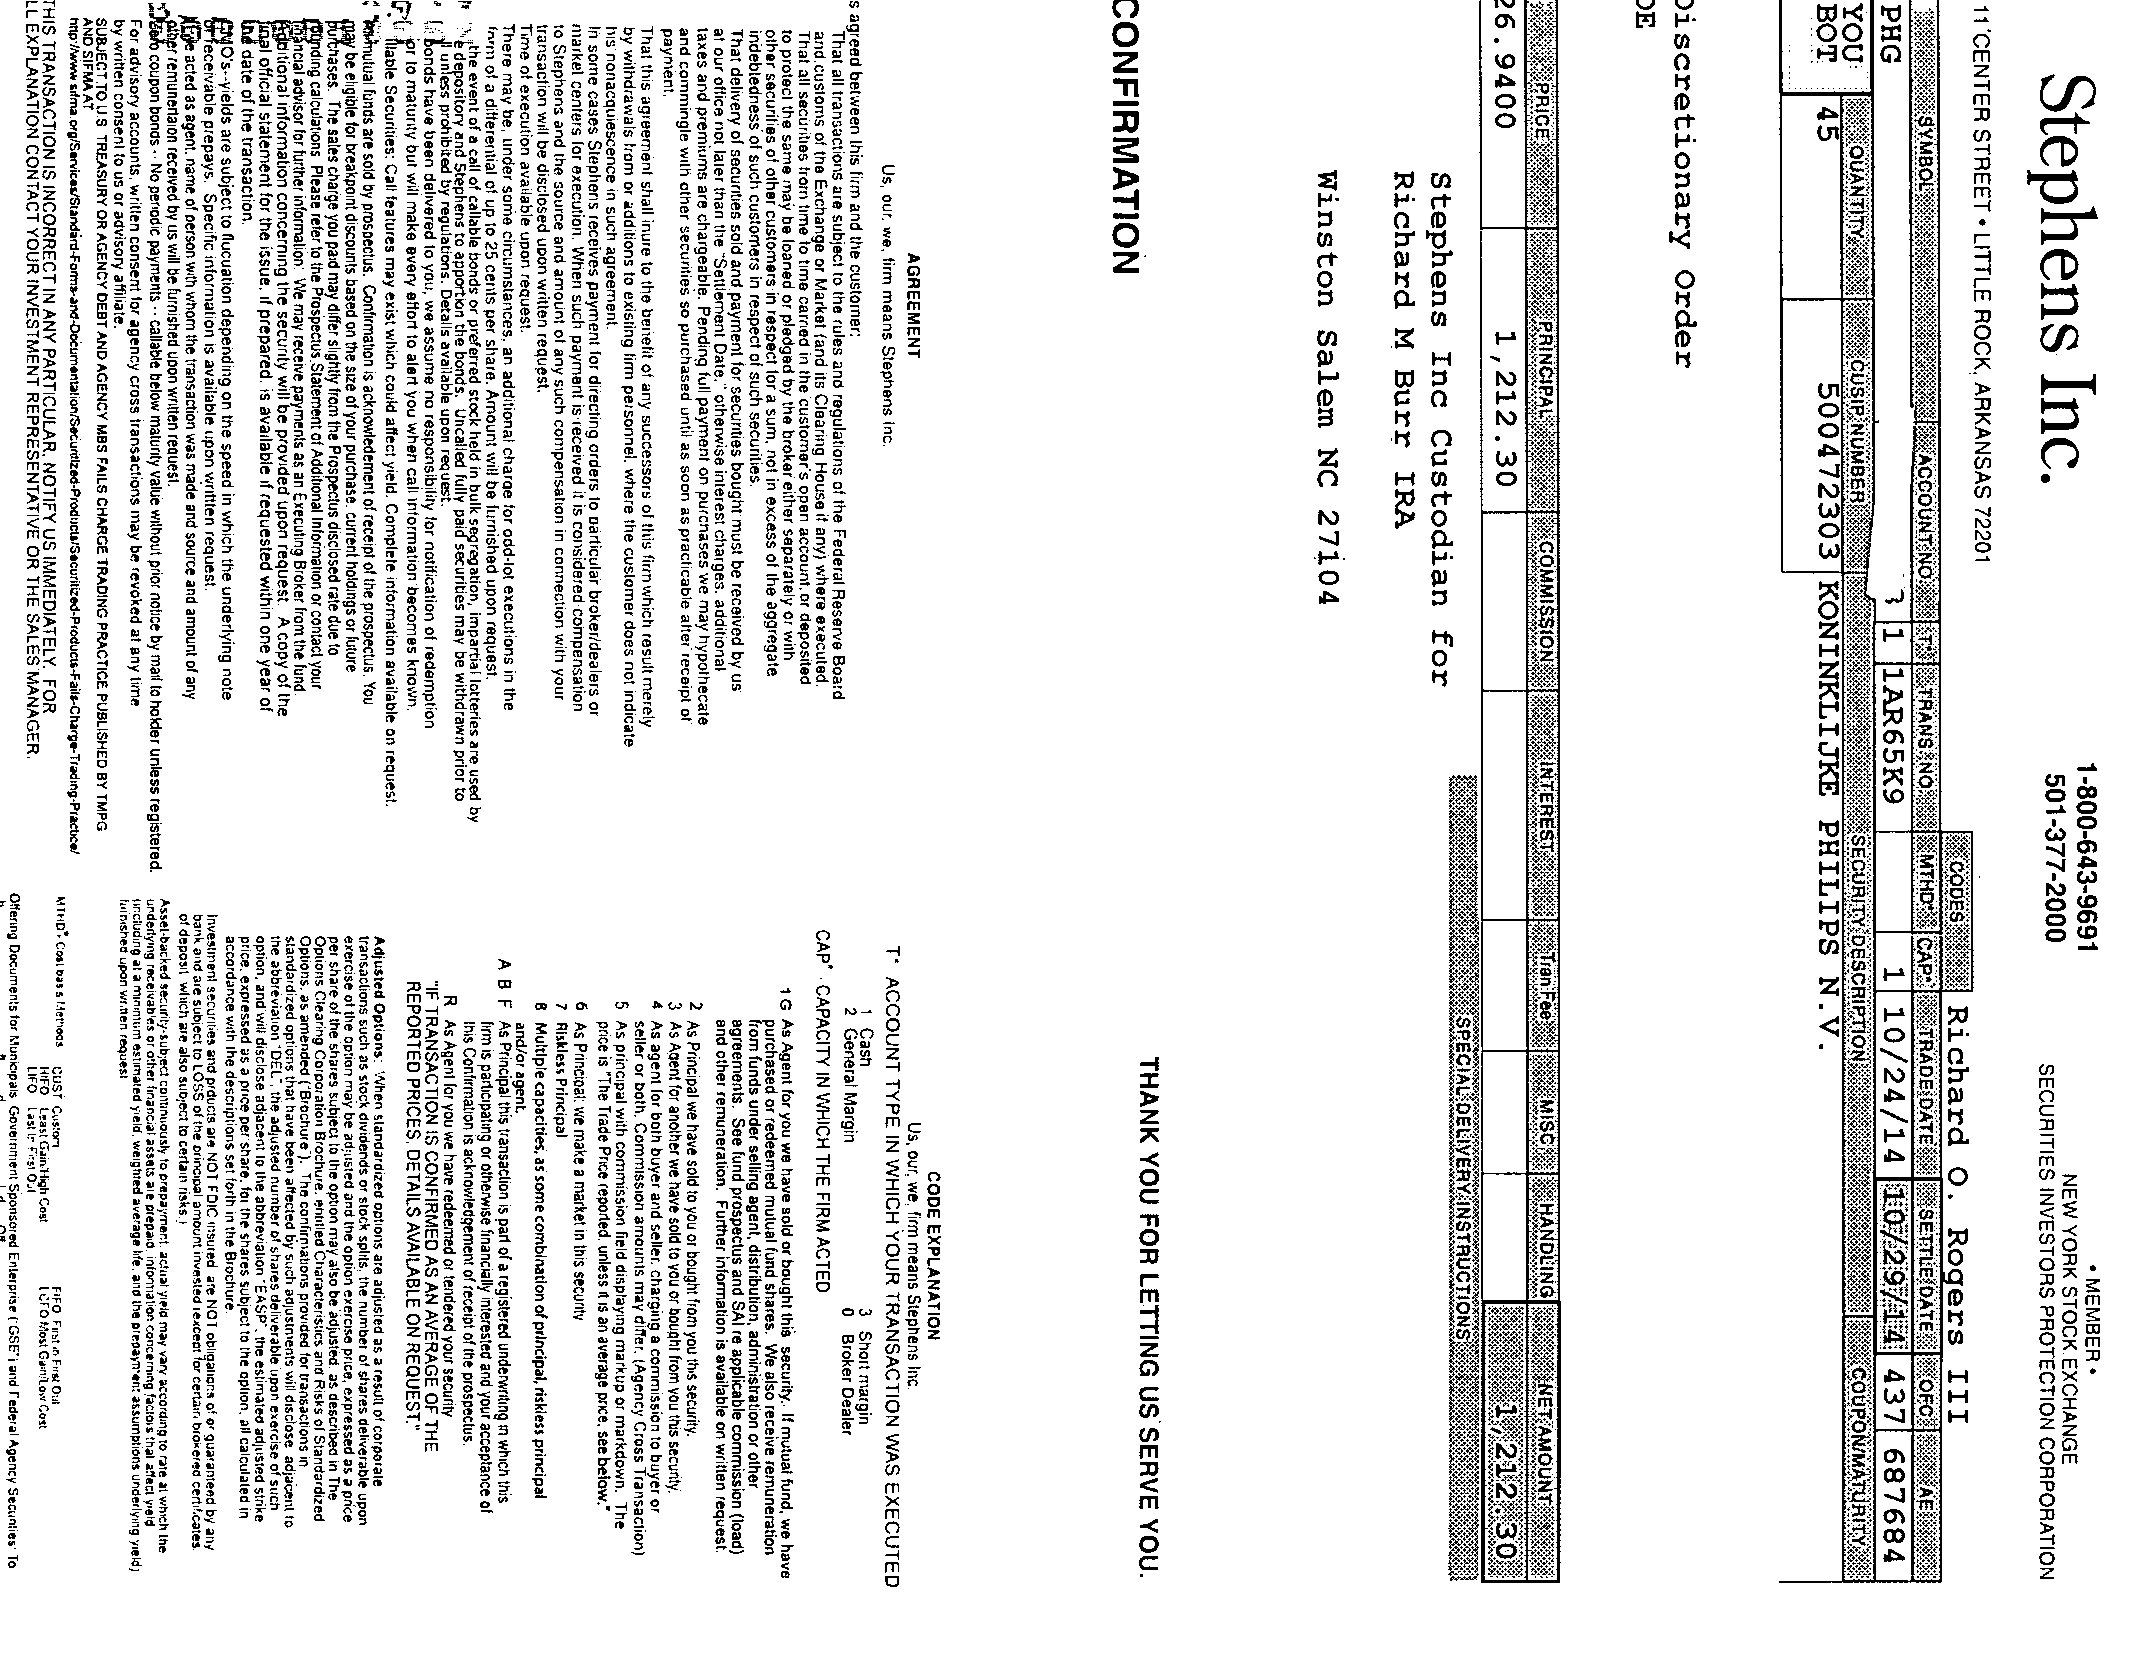 Stephens Inc.
1-800-643-9691
501-377-2000
• MEMBER •
NEW YORK STOCK EXCHANGE
SECURITIES INVESTORS PROTECTION CORPORATION
11 CENTER STREET • LITTLE ROCK, ARKANSAS 72201
CODES
Richard O. Rogers III
SYMBOL ACCOUNT NO. T* TRANS NO MTHD* CAP* TRADE DATE SETTLE DATE OFC AE
PHG 1 1AR65K9 1 10/24/14 10/29/14 437 687684
YOU BOT QUANTITY CUSIP NUMBER SECURITY DESCRIPTION COUPON/MATURITY
45 500472303 KONINKLIJKE PHILIPS N.V.
Discretionary Order
DE
PRICE PRINCIPAL COMMISSION INTEREST Tran Fee MISC HANDLING NET AMOUNT
26.9400 1,212.30 1,212.30
SPECIAL DELIVERY INSTRUCTIONS
Stephens Inc Custodian for
Richard M Burr IRA
Winston Salem NC 27104
CONFIRMATION
THANK YOU FOR LETTING US SERVE YOU.
AGREEMENT
Us, our, we, firm means Stephens Inc.
s agreed between this firm and the customer:
That all transactions are subject to the rules and regulations of the Federal Reserve Board
and customs of the Exchange or Market (and its Clearing House if any) where executed.
That all securities from time to time carried in the customer's open account, or deposited
to protect the same may be loaned or pledged by the broker either separately or with
other securities of other customers in respect for a sum, not in excess of the aggregate
indebtedness of such customers in respect of such securities.
That delivery of securities sold and payment for securities bought must be received by us
at our office not later than the "Settlement Date," otherwise interest charges, additional
taxes and premiums are chargeable. Pending full payment on purchases we may hypothecate
and commingle with other securities so purchased until as soon as practicable after receipt of
payment.
That this agreement shall inure to the benefit of any successors of this firm which result merely
by withdrawals from or additions to existing firm personnel, where the customer does not indicate
his nonacquiescence in such agreement.
In some cases Stephens receives payment for directing orders to particular broker/dealers or
market centers for execution. When such payment is received it is considered compensation
to Stephens and the source and amount of any such compensation in connection with your
transaction will be disclosed upon written request.
Time of execution available upon request.
There may be, under some circumstances, an additional charge for odd-lot executions in the
form of a differential of up to 25 cents per share. Amount will be furnished upon request.
the event of a call of callable bonds or preferred stock held in bulk segregation, impartial lotteries are used by
e depository and Stephens to apportion the bonds. Uncalled fully paid securities may be withdrawn prior to
l unless prohibited by regulations. Details available upon request.
bonds have been delivered to you, we assume no responsibility for notification of redemption
or to maturity but will make every effort to alert you when call information becomes known.
llable Securities: Call features may exist which could affect yield. Complete information available on request.
mutual funds are sold by prospectus. Confirmation is acknowledement of receipt of the prospectus. You
may be eligible for breakpoint discounts based on the size of your purchase, current holdings or future
purchases. The sales charge you paid may differ slightly from the Prospectus disclosed rate due to
rounding calculations. Please refer to the Prospectus, Statement of Additional Information or contact your
financial advisor for further information. We may receive payments as an Executing Broker from the fund.
Additional information concerning the security will be provided upon request. A copy of the
final official statement for the issue, if prepared, is available if requested within one year of
the date of the transaction.
CMO's--yields are subject to flucuation depending on the speed in which the underlying note
or receivable prepays. Specific information is available upon written request.
we acted as agent, name of person with whom the transaction was made and source and amount of any
other remuneraion received by us will be furnished upon written request.
Zero coupon bonds -- No periodic payments -- callable below maturity value without prior notice by mail to holder unless registered.
For advisory accounts, written consent for agency cross transactions may be revoked at any time
by written consent to us or advisory affiliate.
SUBJECT TO U.S. TREASURY OR AGENCY DEBT AND AGENCY MBS FAILS CHARGE TRADING PRACTICE PUBLISHED BY TMPG
AND SIFMA AT
http://www.sifma.org/Services/Standard-Forms-and-Documentation/Securitized-Products/Securitized-Products-Fails-Charge-Trading-Practice/
THIS TRANSACTION IS INCORRECT IN ANY PARTICULAR, NOTIFY US IMMEDIATELY. FOR
LL EXPLANATION CONTACT YOUR INVESTMENT REPRESENTATIVE OR THE SALES MANAGER.
CODE EXPLANATION
Us, our, we, firm means Stephens Inc
T* ACCOUNT TYPE IN WHICH YOUR TRANSACTION WAS EXECUTED
1 Cash 3 Short margin
2 General Margin 0 Broker Dealer
CAP* - CAPACITY IN WHICH THE FIRM ACTED
1 G As Agent for you we have sold or bought this security. If mutual fund, we have
purchased or redeemed mutual fund shares. We also receive remuneration
from funds under selling agent, distribution, administration or other
agreements. See fund prospectus and SAI re applicable commission (load)
and other remuneration. Further information is available on written request.
2 As Principal we have sold to you or bought from you this security.
3 As Agent for another we have sold to you or bought from you this security.
4 As agent for both buyer and seller, charging a commission to buyer or
seller or both. Commission amounts may differ. (Agency Cross Transaction)
5 As principal with commission field displaying markup or markdown. The
price is "The Trade Price reported, unless it is an average price, see below."
6 As Principal: we make a market in this security
7 Riskless Principal
8 Multiple capacities, as some combination of principal, riskless principal
and/or agent.
A B F As Principal this transaction is part of a registered underwriting in which this
firm is participating or otherwise financially interested and your acceptance of
this Confirmation is acknowledgement of receipt of the prospectus.
R As Agent for you we have redeemed or tendered your security
"IF TRANSACTION IS CONFIRMED AS AN AVERAGE OF THE
REPORTED PRICES, DETAILS AVAILABLE ON REQUEST."
Adjusted Options: When standardized options are adjusted as a result of corporate
transactions such as stock dividends or stock splits, the number of shares deliverable upon
exercise of the option may be adjusted and the option exercise price, expressed as a price
per share of the shares subject to the option may also be adjusted, as described in The
Options Clearing Corporation Brochure, entitled Characteristics and Risks of Standardized
Options, as amended ("Brochure"). The confirmations provided for transactions in
standardized options that have been affected by such adjustments will disclose, adjacent to
the abbreviation "DEL", the adjusted number of shares deliverable upon exercise of such
option, and will disclose adjacent to the abbreviation "EASP", the estimated adjusted strike
price, expressed as a price per share, for the shares subject to the option, all calculated in
accordance with the descriptions set forth in the Brochure.
Investment securities and products are NOT FDIC insured, are NOT obligations of or guaranteed by any
bank and are subject to LOSS of the principal amount invested (except for certain brokered certificates
of deposit, which are also subject to certain risks.)
Asset-backed security-subject continuously to prepayment, actual yield may vary according to rate at which the
underlying receivables or other financial assets are prepaid, information concerning factors that affect yield
(including at a minimum estimated yield, weighted average life, and the prepayment assumptions underlying yield)
furnished upon written request
MTHD* Cost basis Methods CUST Custom FIFO First in First Out
HIFO Least Gain/High Cost LCFO Most Gain/Low Cost
LIFO Last In First Out
Offering Documents for Municipals, Government Sponsored Enterprise ("GSE") and Federal Agency Securities: To